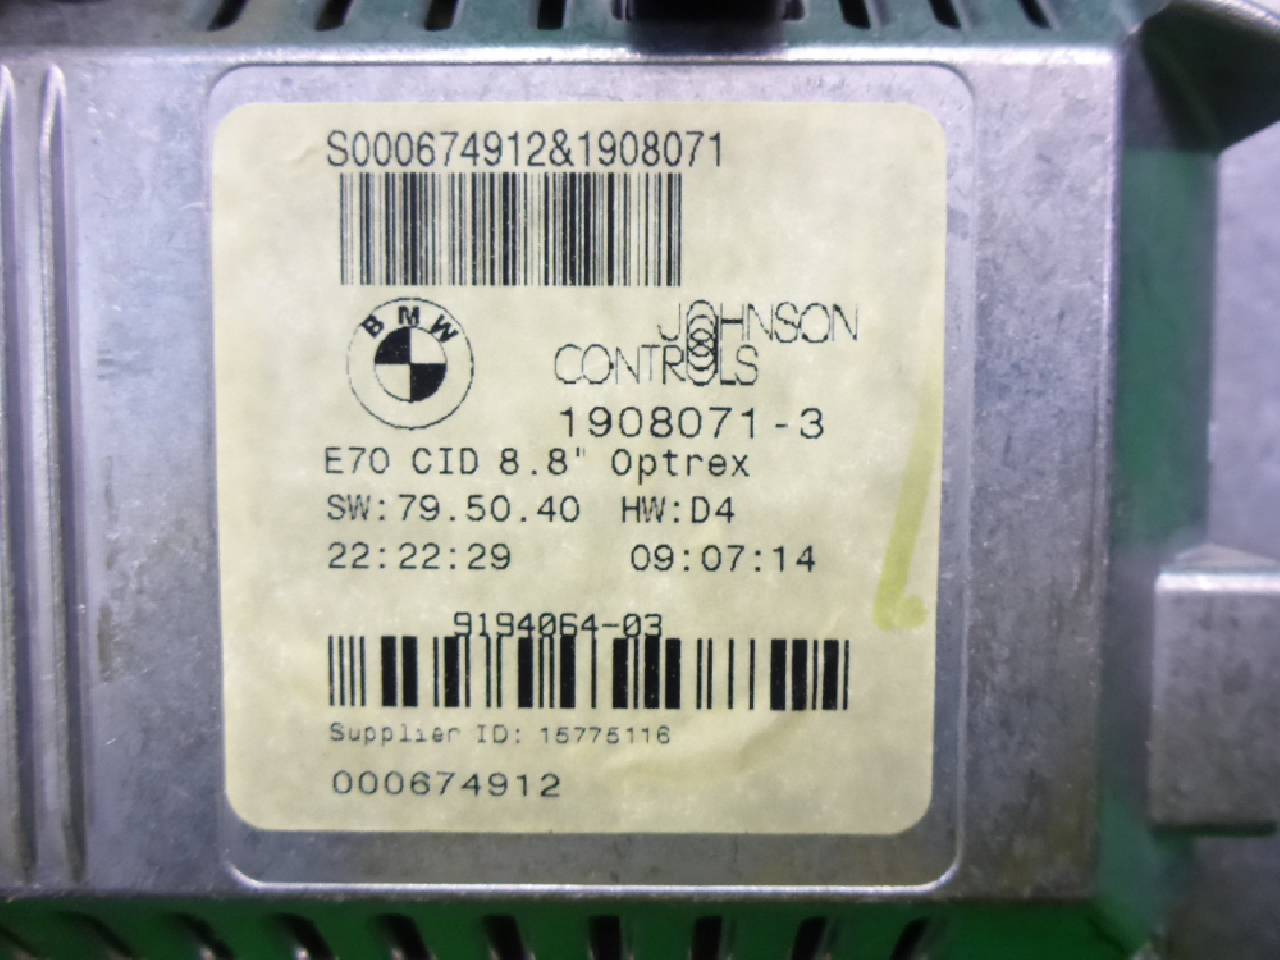 S000674912&1908071
BMW
JOHNSON
CONTROLS
1908071-3
E70 CID 8.8" Optrex
SW:79.50.40 HW:D4
22:22:29 09:07:14
9194064-03
Supplier ID: 15775116
000674912